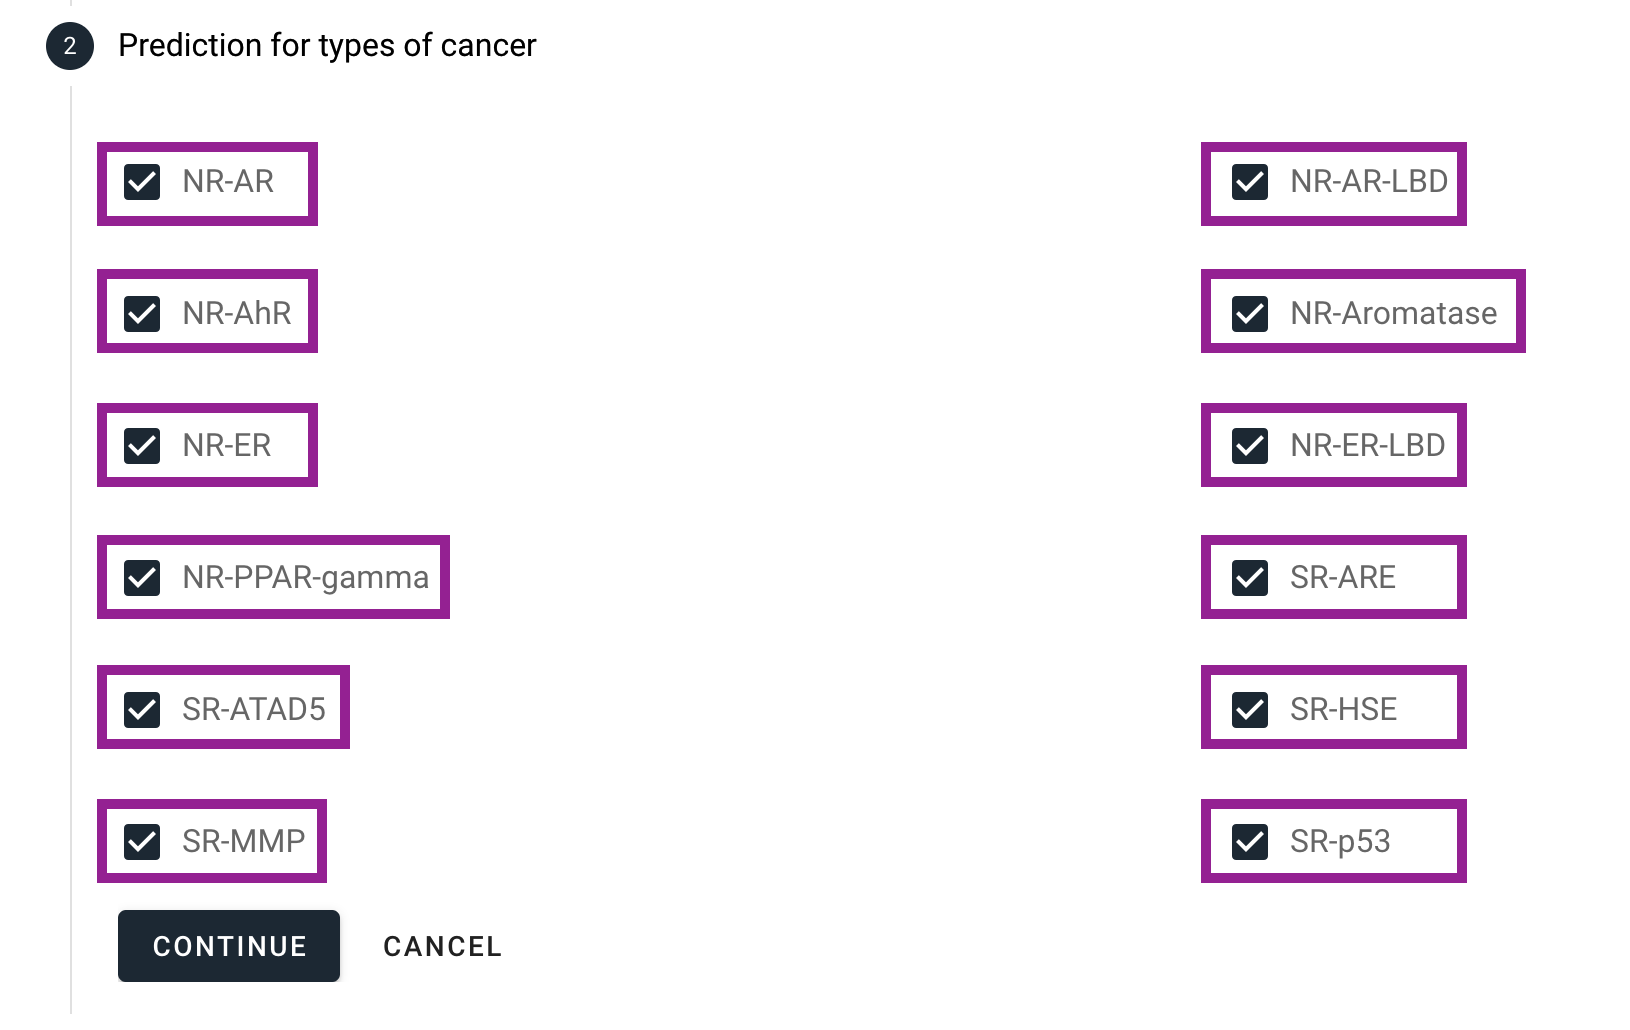 2 Prediction for types of cancer
NR-AR NR-AR-LBD
NR-AhR NR-Aromatase
NR-ER NR-ER-LBD
NR-PPAR-gamma SR-ARE
SR-ATAD5 SR-HSE
SR-MMP SR-p53
CONTINUE CANCEL